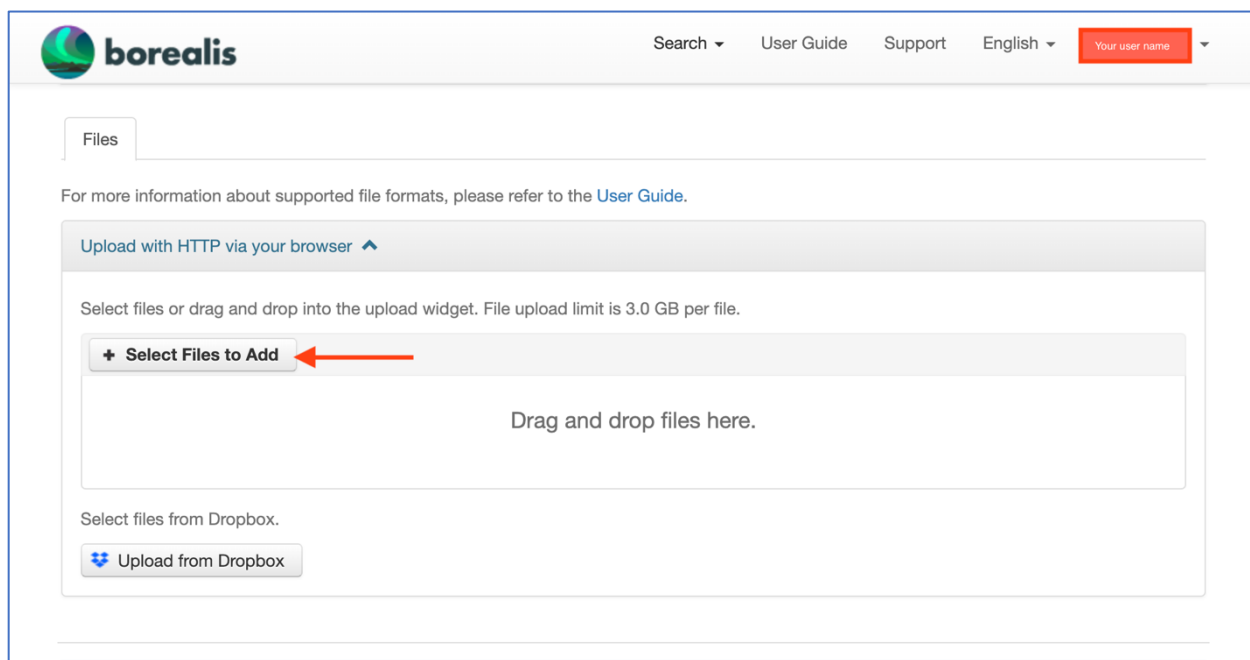 borealis
Search User Guide Support English Your user name
Files
For more information about supported file formats, please refer to the User Guide.
Upload with HTTP via your browser
Select files or drag and drop into the upload widget. File upload limit is 3.0 GB per file.
+ Select Files to Add
Drag and drop files here.
Select files from Dropbox.
Upload from Dropbox